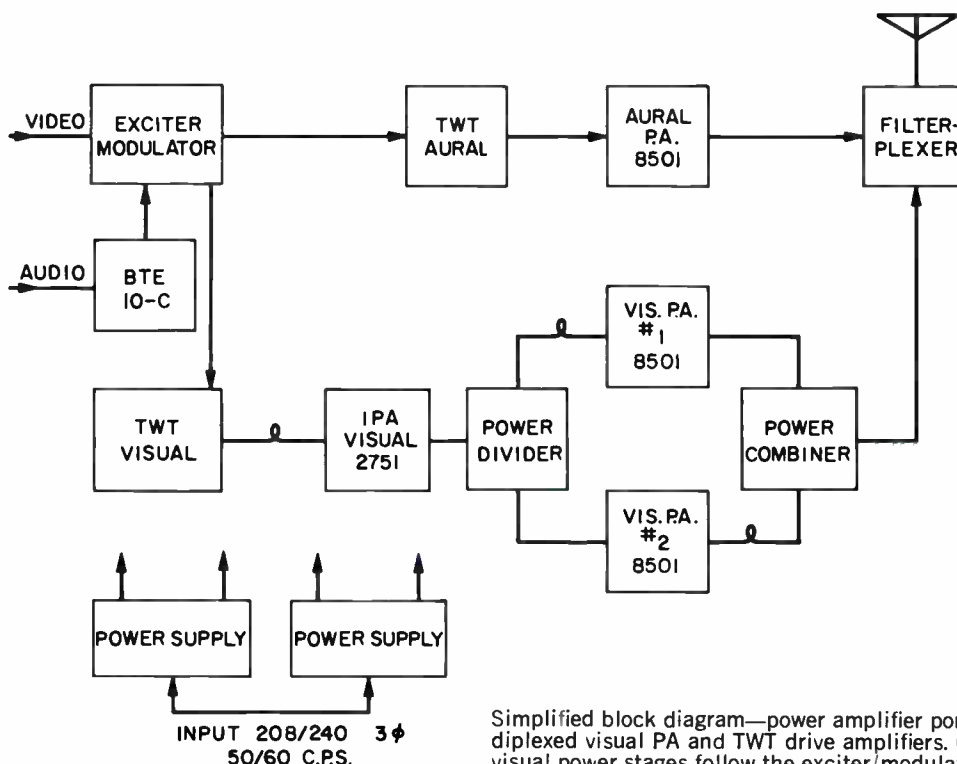 VIDEO
EXCITER
MODULATOR
TWT
AURAL
AURAL
P.A.
8501
FILTER-
PLEXER
AUDIO
BTE
10-C
TWT
VISUAL
IPA
VISUAL
2751
POWER
DIVIDER
VIS. P.A.
#1
8501
VIS. P.A.
#2
8501
POWER
COMBINER
POWER SUPPLY
POWER SUPPLY
INPUT 208/240 3ϕ
50/60 C.P.S.
Simplified block diagram—power amplifier por
diplexed visual PA and TWT drive amplifiers.
visual power stages follow the exciter/modulat